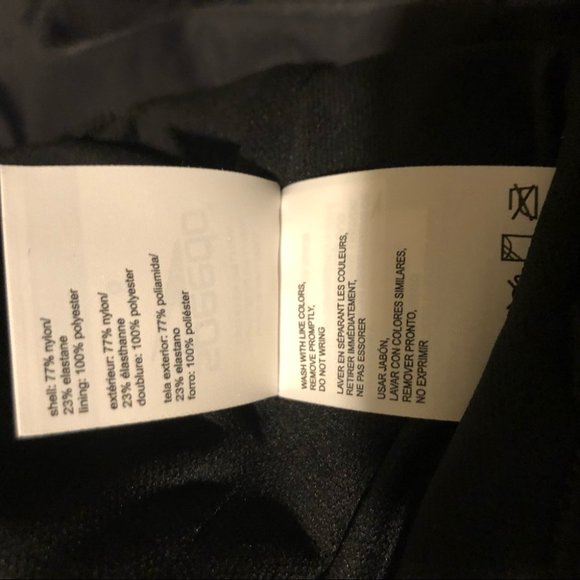 shell: 77% nylon/
23% elastane
lining: 100% polyester
extérieur: 77% nylon/
23% élasthanne
doublure: 100% polyester
tela exterior: 77% poliamida/
23% elastano
forro: 100% poliéster
WASH WITH LIKE COLORS,
REMOVE PROMPTLY,
DO NOT WRING
LAVER EN SÉPARANT LES COULEURS,
RETIRER IMMÉDIATEMENT,
NE PAS ESSORER
USAR JABÓN,
LAVAR CON COLORES SIMILARES,
REMOVER PRONTO,
NO EXPRIMIR